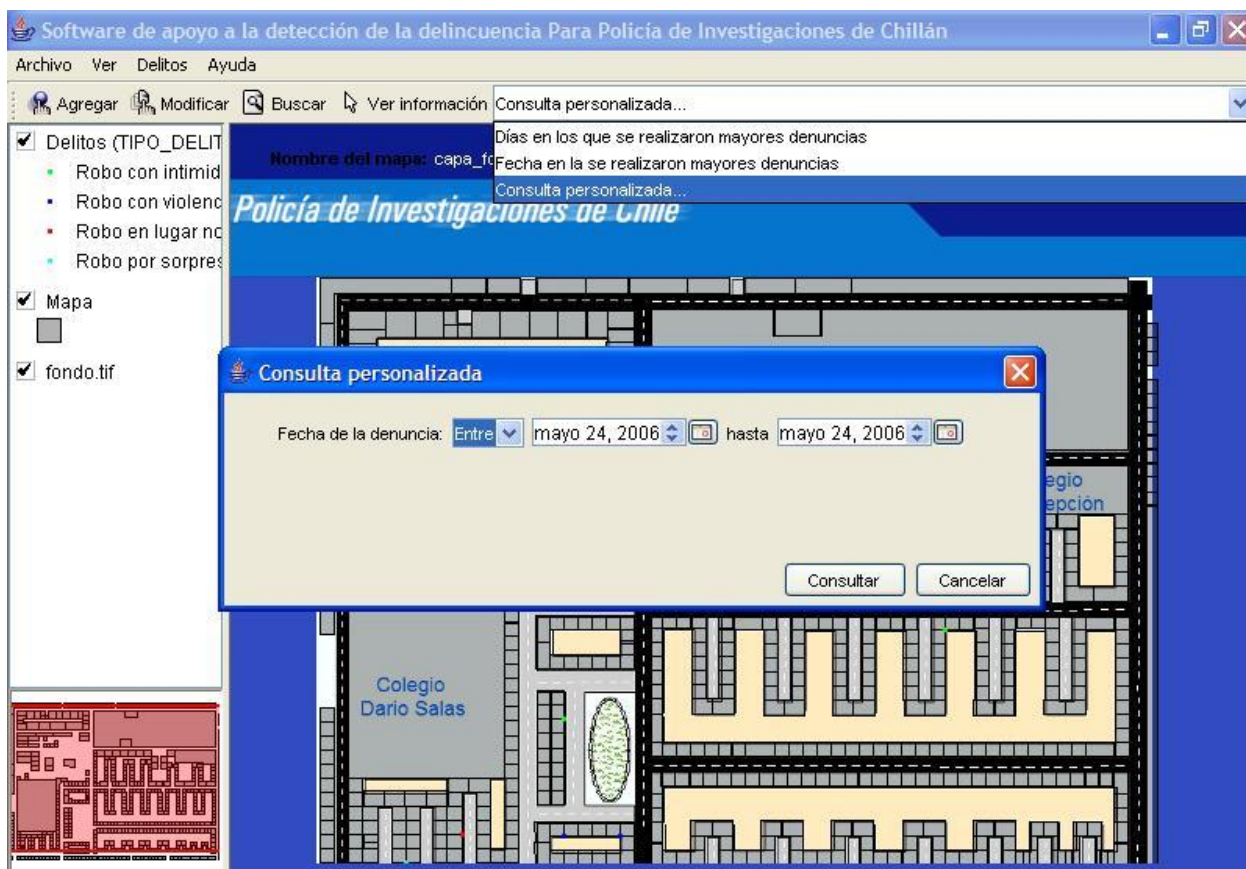 Software de apoyo a la detección de la delincuencia Para Policía de Investigaciones de Chillán
Archivo Ver Delitos Ayuda
Agregar Modificar Buscar Ver información Consulta personalizada...
Días en los que se realizaron mayores denuncias
Fecha en la se realizaron mayores denuncias
Consulta personalizada...
Delitos (TIPO_DELIT
Robo con intimid
Robo con violenc
Robo en lugar no
Robo por sorpres
Mapa
fondo.tif
Nombre del mapa: capa_fo
Policía de Investigaciones de Chile
Consulta personalizada
Fecha de la denuncia: Entre mayo 24, 2006 hasta mayo 24, 2006
Consultar Cancelar
egio
epción
Colegio
Dario Salas